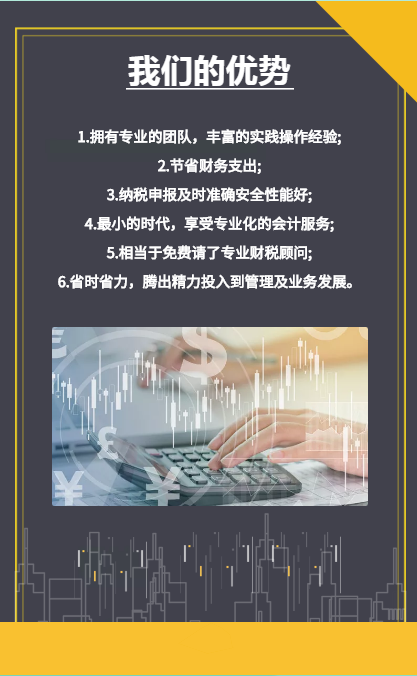 我们的优势
1.拥有专业的团队，丰富的实践操作经验;
2.节省财务支出;
3.纳税申报及时准确安全性能好;
4.最小的时代，享受专业化的会计服务;
5.相当于免费请了专业财税顾问;
6.省时省力，腾出精力投入到管理及业务发展。